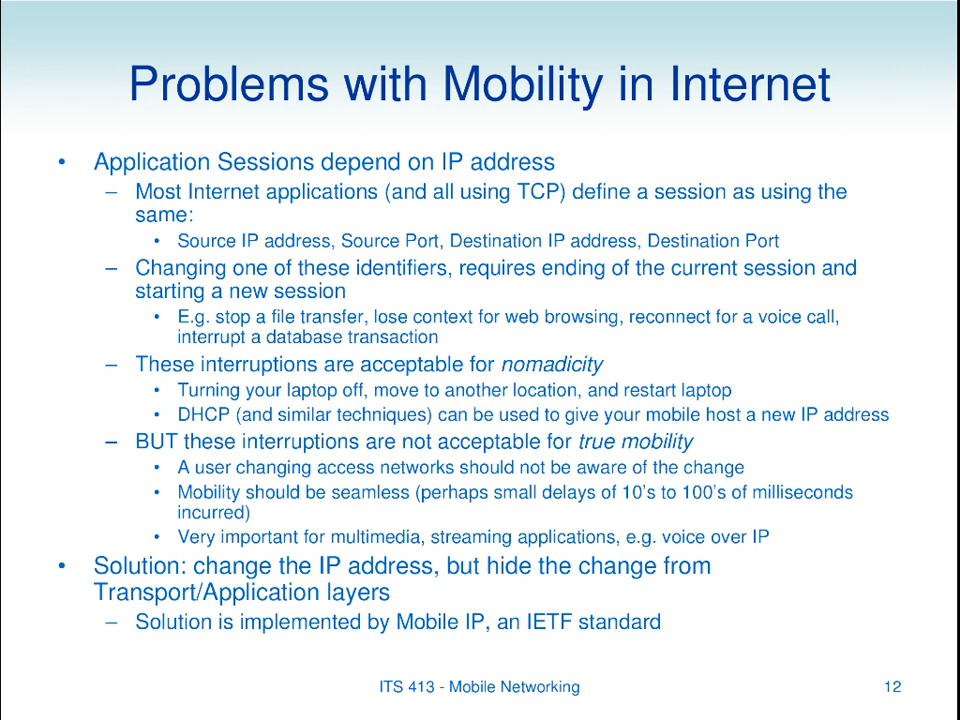 Problems with Mobility in Internet
• Application Sessions depend on IP address
– Most Internet applications (and all using TCP) define a session as using the
same:
• Source IP address, Source Port, Destination IP address, Destination Port
– Changing one of these identifiers, requires ending of the current session and
starting a new session
• E.g. stop a file transfer, lose context for web browsing, reconnect for a voice call,
interrupt a database transaction
– These interruptions are acceptable for nomadicity
• Turning your laptop off, move to another location, and restart laptop
• DHCP (and similar techniques) can be used to give your mobile host a new IP address
– BUT these interruptions are not acceptable for true mobility
• A user changing access networks should not be aware of the change
• Mobility should be seamless (perhaps small delays of 10's to 100's of milliseconds
incurred)
• Very important for multimedia, streaming applications, e.g. voice over IP
• Solution: change the IP address, but hide the change from
Transport/Application layers
– Solution is implemented by Mobile IP, an IETF standard
ITS 413 - Mobile Networking
12